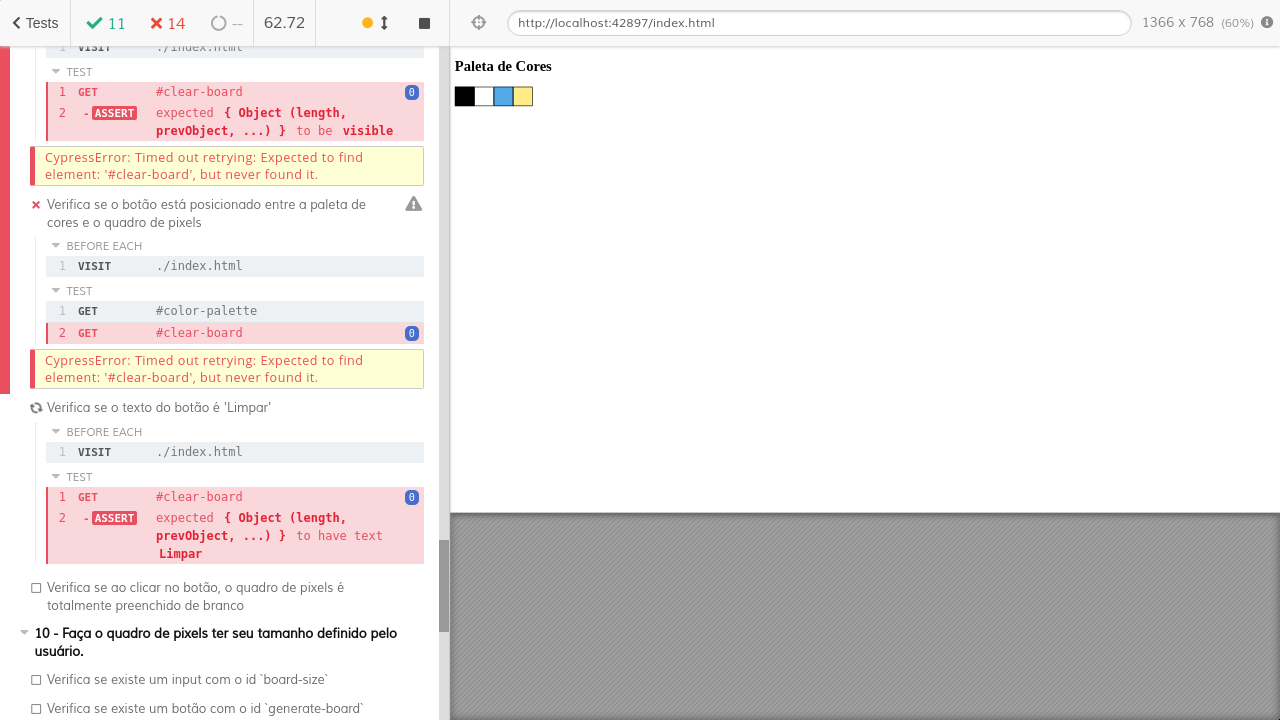 Tests 11 14 -- 62.72
http://localhost:42897/index.html 1366 x 768 (60%)
1 VISIT ./index.html
TEST
1 GET #clear-board 0
2 - ASSERT expected { Object (length,
prevObject, ...) } to be visible
CypressError: Timed out retrying: Expected to find
element: '#clear-board', but never found it.
Verifica se o botão está posicionado entre a paleta de
cores e o quadro de pixels
BEFORE EACH
1 VISIT ./index.html
TEST
1 GET #color-palette
2 GET #clear-board 0
CypressError: Timed out retrying: Expected to find
element: '#clear-board', but never found it.
Verifica se o texto do botão é 'Limpar'
BEFORE EACH
1 VISIT ./index.html
TEST
1 GET #clear-board 0
2 - ASSERT expected { Object (length,
prevObject, ...) } to have text
Limpar
Verifica se ao clicar no botão, o quadro de pixels é
totalmente preenchido de branco
10 - Faça o quadro de pixels ter seu tamanho definido pelo
usuário.
Verifica se existe um input com o id `board-size`
Verifica se existe um botão com o id `generate-board`
Paleta de Cores